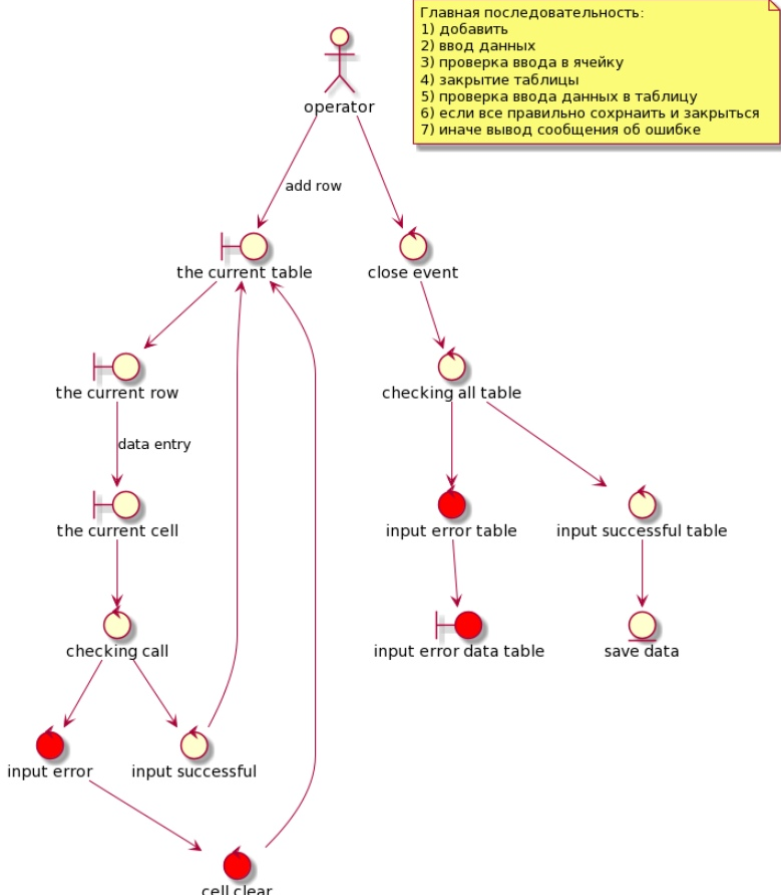 Главная последовательность:
1) добавить
2) ввод данных
3) проверка ввода в ячейку
4) закрытие таблицы
5) проверка ввода данных в таблицу
6) если все правильно сохрнаить и закрыться
7) иначе вывод сообщения об ошибке
operator
add row
the current table
close event
the current row
checking all table
data entry
the current cell
input error table
input successful table
checking call
input error data table
save data
input error
input successful
cell clear